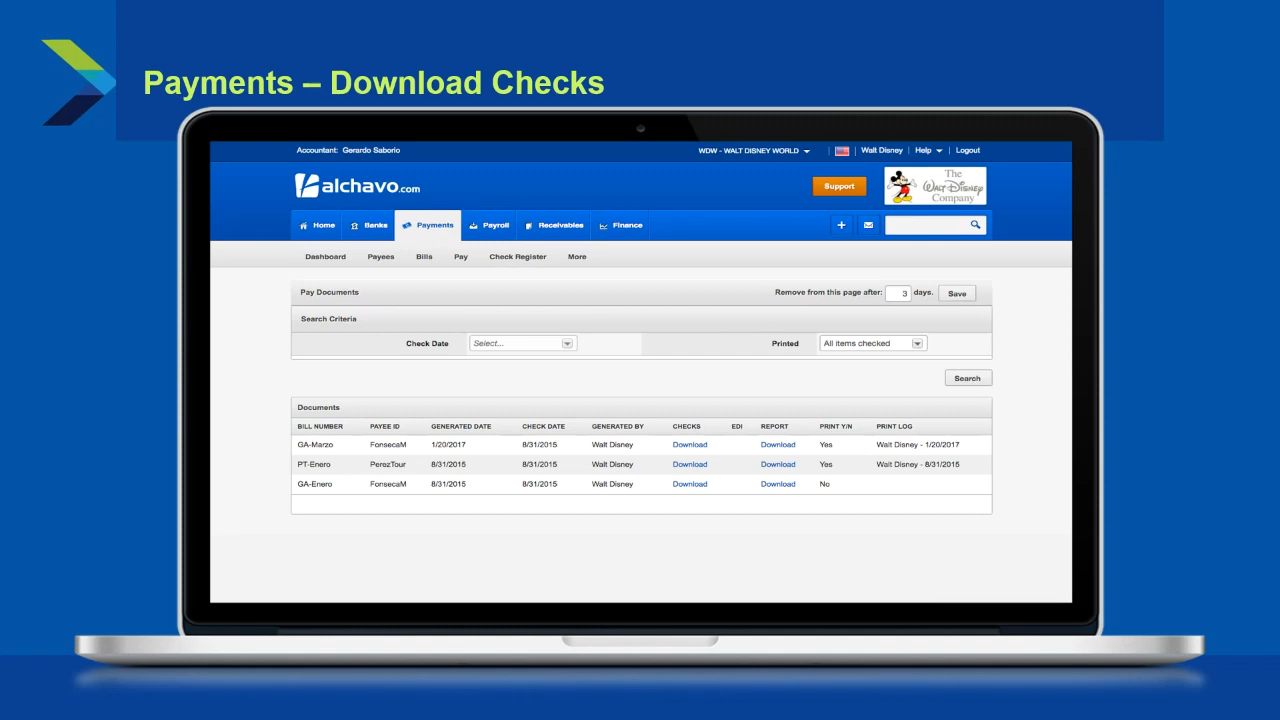 Payments – Download Checks
Accountant: Gerardo Saborio
WDW - WALT DISNEY WORLD | | Walt Disney | Help | Logout
alchavo.com
Support
The
WALT DISNEY
Company
Home Banks Payments Payroll Receivables Finance +
Dashboard Payees Bills Pay Check Register More
Pay Documents Remove from this page after: 3 days. Save
Search Criteria
Check Date Select... Printed All items checked
Search
Documents
BILL NUMBER PAYEE ID GENERATED DATE CHECK DATE GENERATED BY CHECKS EDI REPORT PRINT Y/N PRINT LOG
GA-Marzo FonsecaM 1/20/2017 8/31/2015 Walt Disney Download Download Yes Walt Disney - 1/20/2017
PT-Enero PerezTour 8/31/2015 8/31/2015 Walt Disney Download Download Yes Walt Disney - 8/31/2015
GA-Enero FonsecaM 8/31/2015 8/31/2015 Walt Disney Download Download No